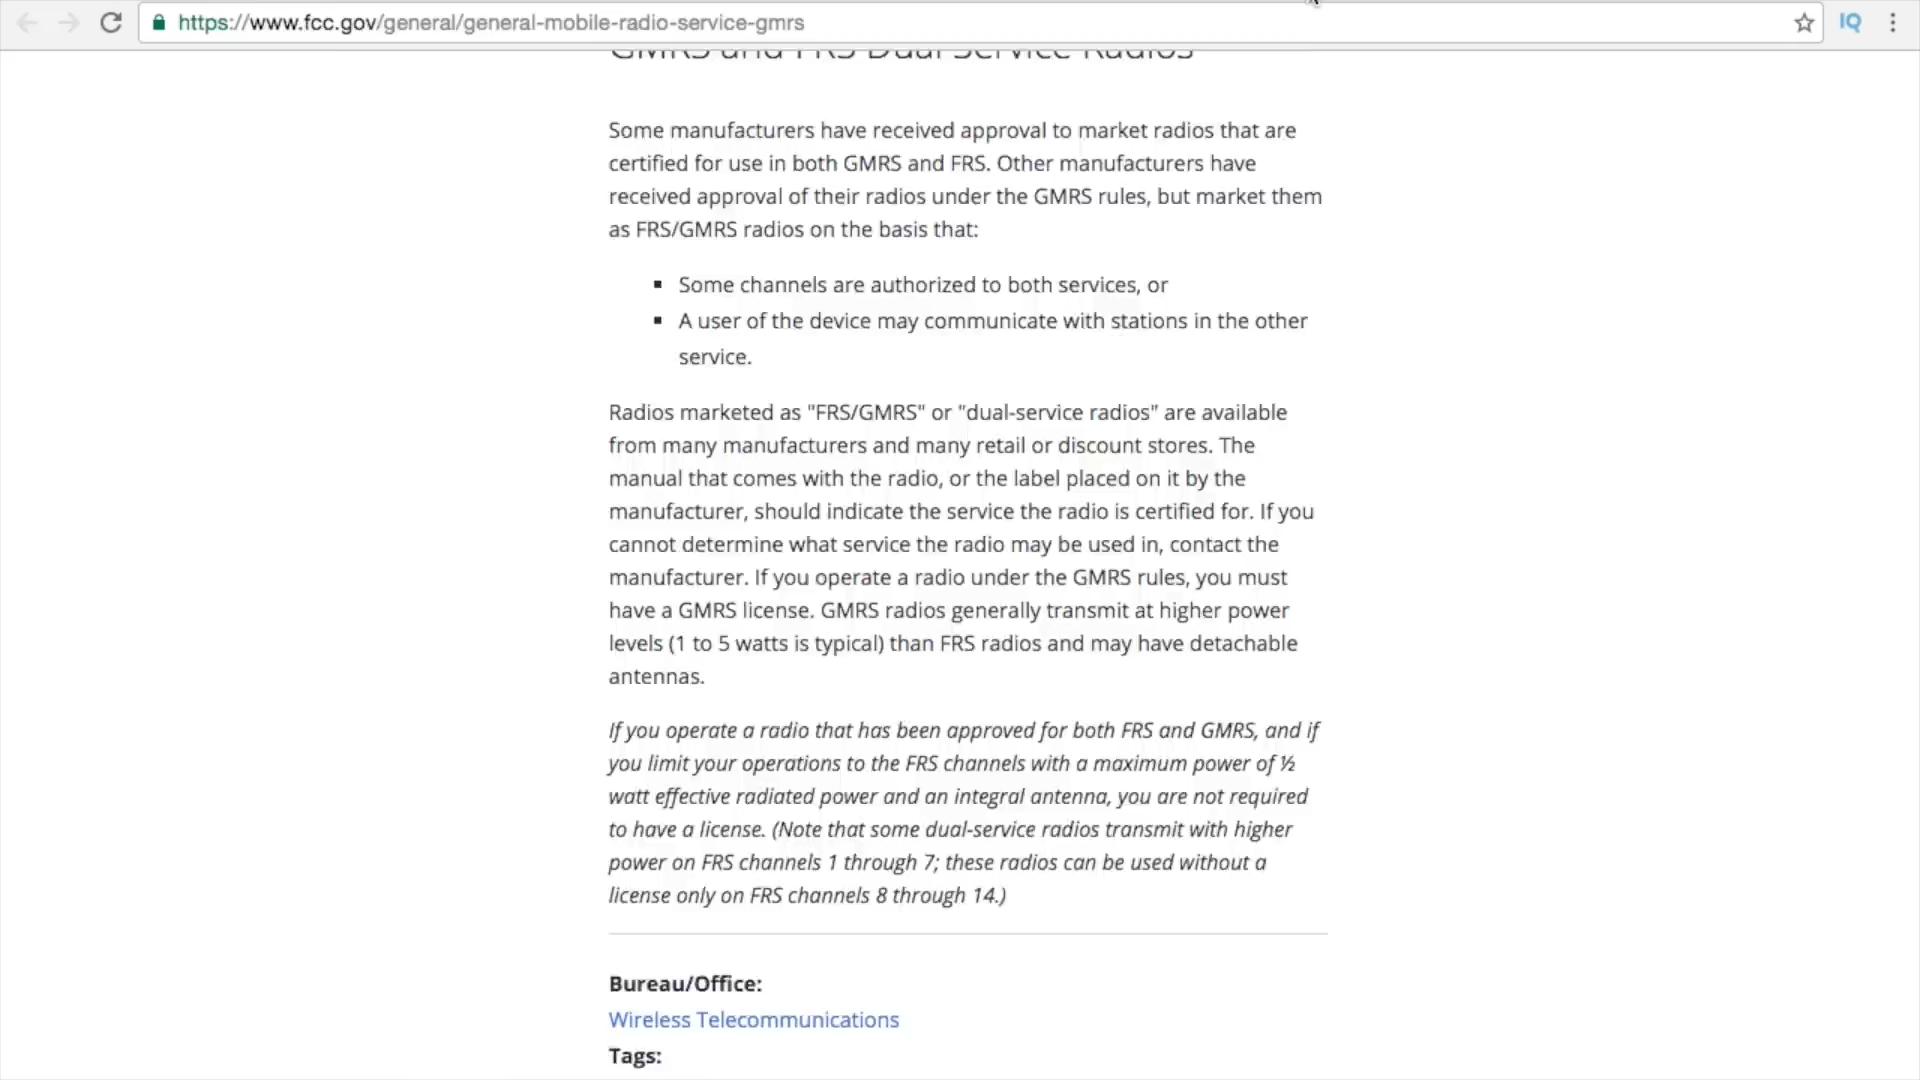 https://www.fcc.gov/general/general-mobile-radio-service-gmrs
IQ
GMRS and FRS Dual Service Radios
Some manufacturers have received approval to market radios that are
certified for use in both GMRS and FRS. Other manufacturers have
received approval of their radios under the GMRS rules, but market them
as FRS/GMRS radios on the basis that:
Some channels are authorized to both services, or
A user of the device may communicate with stations in the other
service.
Radios marketed as "FRS/GMRS" or "dual-service radios" are available
from many manufacturers and many retail or discount stores. The
manual that comes with the radio, or the label placed on it by the
manufacturer, should indicate the service the radio is certified for. If you
cannot determine what service the radio may be used in, contact the
manufacturer. If you operate a radio under the GMRS rules, you must
have a GMRS license. GMRS radios generally transmit at higher power
levels (1 to 5 watts is typical) than FRS radios and may have detachable
antennas.
If you operate a radio that has been approved for both FRS and GMRS, and if
you limit your operations to the FRS channels with a maximum power of ½
watt effective radiated power and an integral antenna, you are not required
to have a license. (Note that some dual-service radios transmit with higher
power on FRS channels 1 through 7; these radios can be used without a
license only on FRS channels 8 through 14.)
Bureau/Office:
Wireless Telecommunications
Tags: